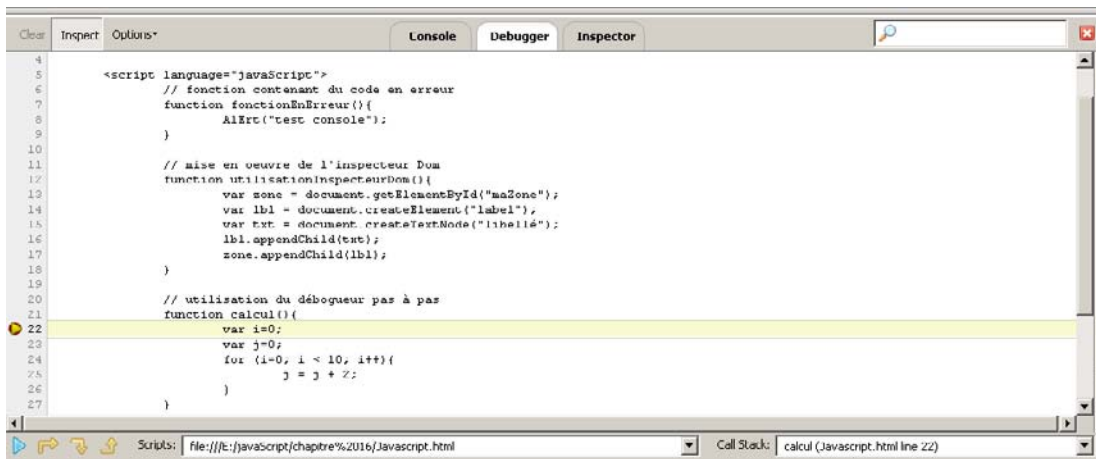 Clear Inspect Options Console Debugger Inspector
4
5 <script language="javaScript">
6 // fonction contenant du code en erreur
7 function fonctionEnErreur(){
8 AlErt("test console");
9 }
10
11 // mise en oeuvre de l'inspecteur Dom
12 function utilisationInspecteurDom(){
13 var zone = document.getElementById("maZone");
14 var lbl = document.createElement("label");
15 var txt = document.createTextNode("libellé");
16 lbl.appendChild(txt);
17 zone.appendChild(lbl);
18 }
19
20 // utilisation du débogueur pas à pas
21 function calcul(){
22 var i=0;
23 var j=0;
24 for (i=0; i < 10; i++){
25 j = j + 2;
26 }
27 }
Scripts: file:///E:/javaScript/chapitre%2016/Javascript.html Call Stack: calcul (Javascript.html line 22)